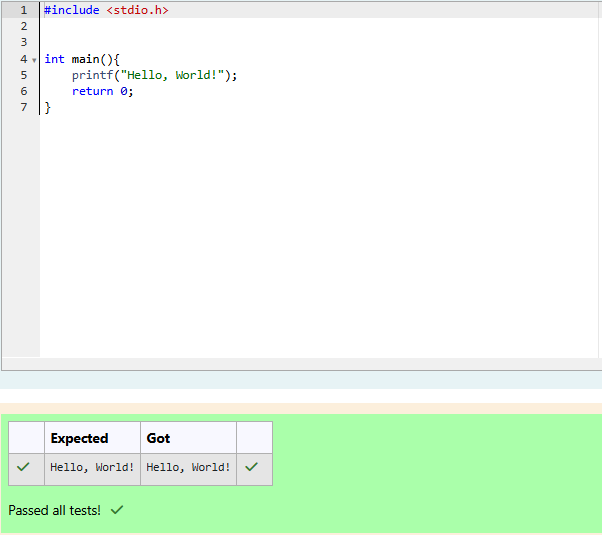 1 #include <stdio.h>
2
3
4 int main(){
5     printf("Hello, World!");
6     return 0;
7 }
Expected Got
Hello, World! Hello, World!
Passed all tests!